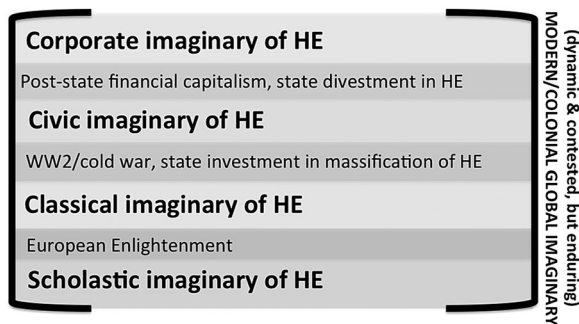 Corporate imaginary of HE
Post-state financial capitalism, state divestment in HE
Civic imaginary of HE
WW2/cold war, state investment in massification of HE
Classical imaginary of HE
European Enlightenment
Scholastic imaginary of HE
(dynamic & contested, but enduring)
MODERN/COLONIAL GLOBAL IMAGINARY